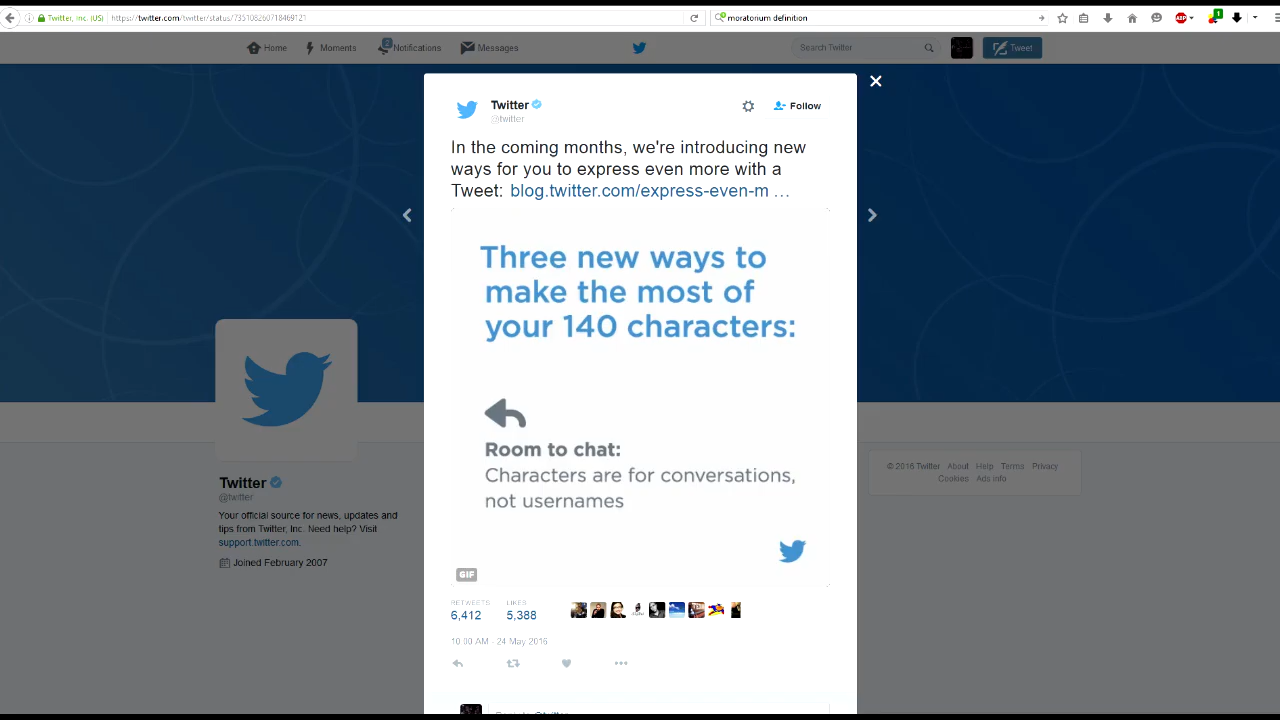 Twitter, Inc. (US)
https://twitter.com/twitter/status/735108260718469121
moratorium definition
ABP
1
Home
Moments
2
Notifications
Messages
Search Twitter
Tweet
Twitter
@twitter
Follow
In the coming months, we're introducing new
ways for you to express even more with a
Tweet: blog.twitter.com/express-even-m …
Three new ways to
make the most of
your 140 characters:
Room to chat:
Characters are for conversations,
not usernames
GIF
RETWEETS
6,412
LIKES
5,388
10:00 AM - 24 May 2016
Twitter
@twitter
Your official source for news, updates and
tips from Twitter, Inc. Need help? Visit
support.twitter.com.
Joined February 2007
© 2016 Twitter About Help Terms Privacy
Cookies Ads info